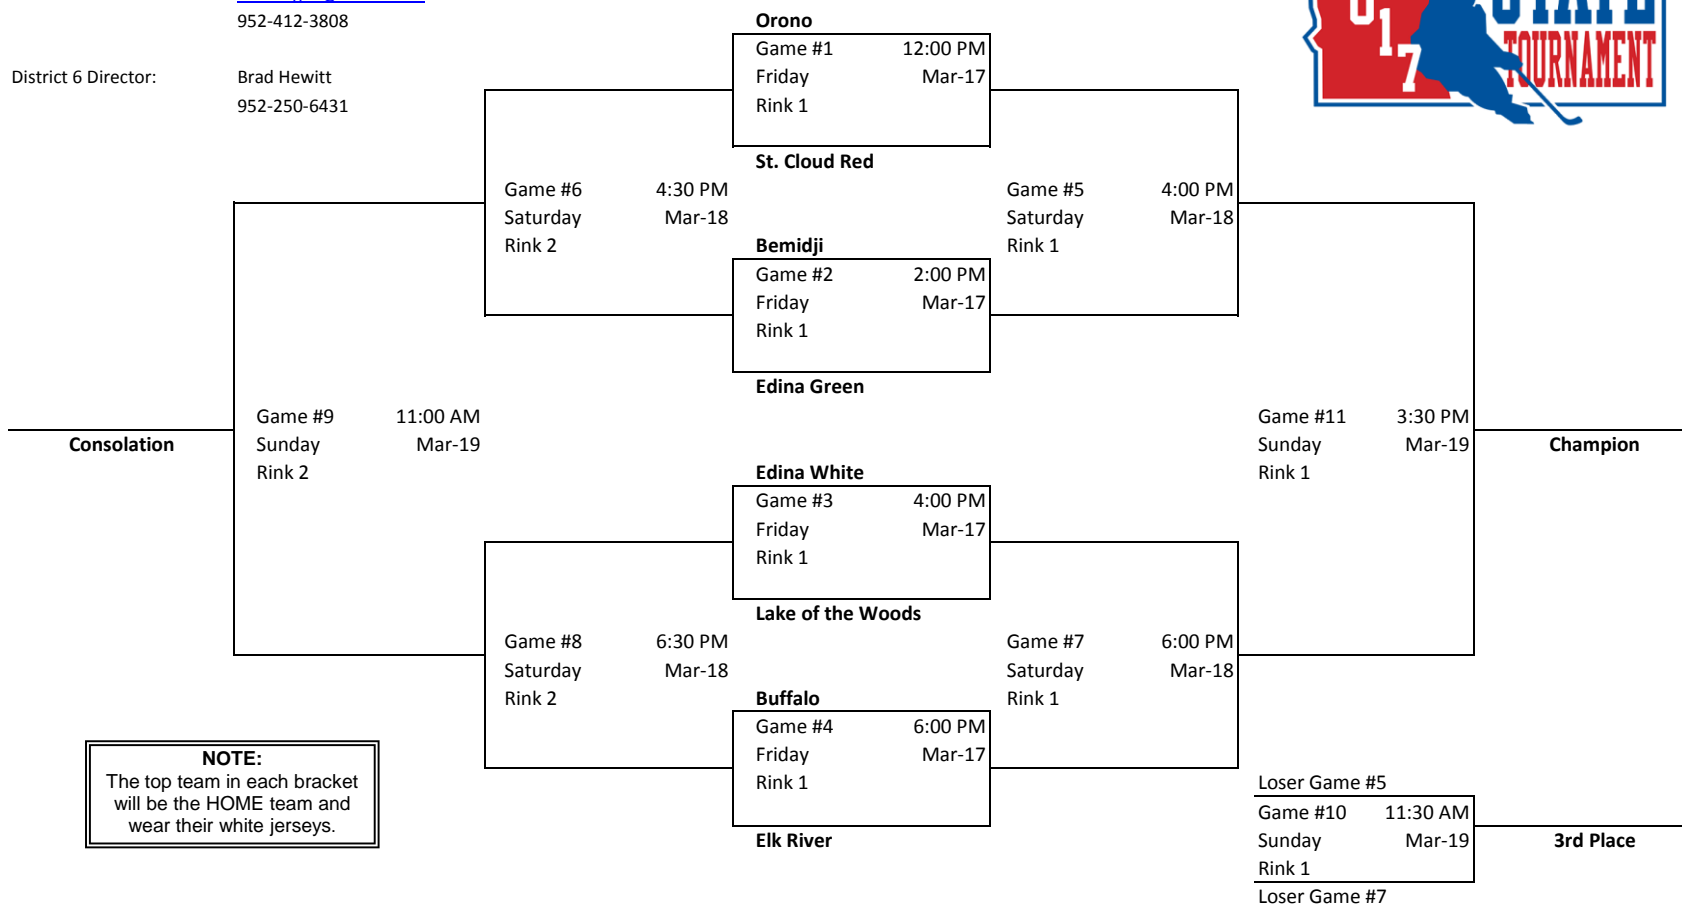 952-412-3808
District 6 Director: Brad Hewitt
952-250-6431
STATE
TOURNAMENT
Orono
Game #1 12:00 PM
Friday Mar-17
Rink 1
St. Cloud Red
Game #6 4:30 PM
Saturday Mar-18
Rink 2
Game #5 4:00 PM
Saturday Mar-18
Rink 1
Bemidji
Game #2 2:00 PM
Friday Mar-17
Rink 1
Edina Green
Game #9 11:00 AM
Sunday Mar-19
Rink 2
Consolation
Game #11 3:30 PM
Sunday Mar-19
Rink 1
Champion
Edina White
Game #3 4:00 PM
Friday Mar-17
Rink 1
Lake of the Woods
Game #8 6:30 PM
Saturday Mar-18
Rink 2
Game #7 6:00 PM
Saturday Mar-18
Rink 1
Buffalo
Game #4 6:00 PM
Friday Mar-17
Rink 1
Elk River
NOTE:
The top team in each bracket
will be the HOME team and
wear their white jerseys.
Loser Game #5
Game #10 11:30 AM
Sunday Mar-19
Rink 1
3rd Place
Loser Game #7